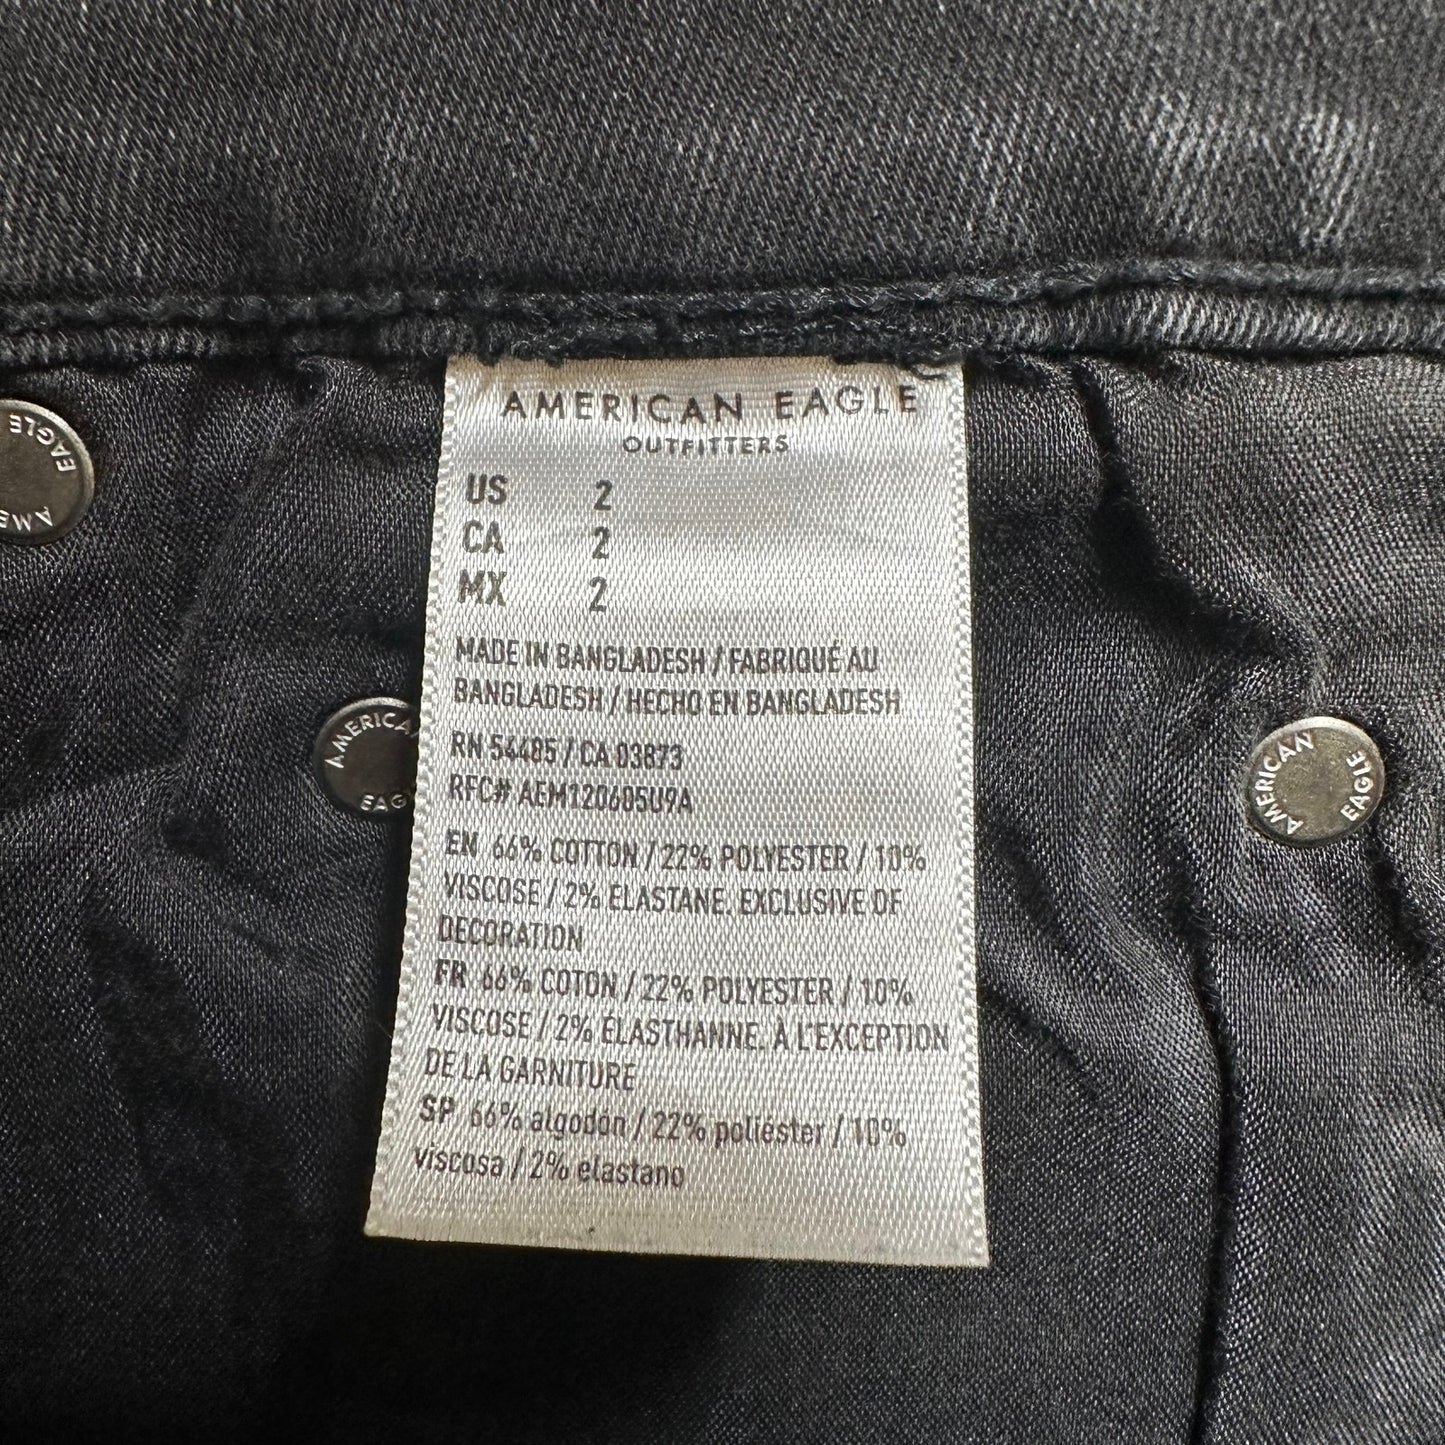 AMERICAN EAGLE
OUTFITTERS
US 2
CA 2
MX 2
MADE IN BANGLADESH / FABRIQUÉ AU
BANGLADESH / HECHO EN BANGLADESH
RN 54485 / CA 03873
RFC# AEM120605U9A
EN 66% COTTON / 22% POLYESTER / 10%
VISCOSE / 2% ELASTANE. EXCLUSIVE OF
DECORATION
FR 66% COTON / 22% POLYESTER / 10%
VISCOSE / 2% ÉLASTHANNE. À L'EXCEPTION
DE LA GARNITURE
SP 66% algodón / 22% poliéster / 10%
viscosa / 2% elastano
AME
EAGLE
AMERICA
EAG
AMERICAN
EAGLE